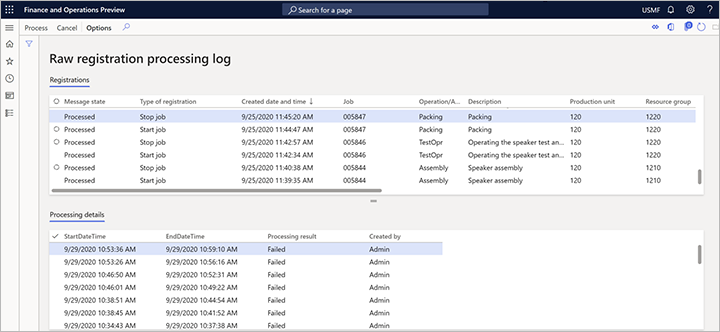 Finance and Operations Preview Search for a page USMF ?
Process Cancel Options 0
Raw registration processing log
Registrations
Message state Type of registration Created date and time ↓ Job Operation/A... Description Production unit Resource group
Processed Stop job 9/25/2020 11:45:20 AM 005847 Packing Packing 120 1220
Processed Start job 9/25/2020 11:44:47 AM 005847 Packing Packing 120 1220
Processed Stop job 9/25/2020 11:42:57 AM 005846 TestOpr Operating the speaker test an... 120 1220
Processed Start job 9/25/2020 11:42:34 AM 005846 TestOpr Operating the speaker test an... 120 1220
Processed Stop job 9/25/2020 11:40:38 AM 005844 Assembly Speaker assembly 120 1210
Processed Start job 9/25/2020 11:39:35 AM 005844 Assembly Speaker assembly 120 1210
Processing details
StartDateTime EndDateTime Processing result Created by
9/29/2020 10:53:36 AM 9/29/2020 10:59:10 AM Failed Admin
9/29/2020 10:53:26 AM 9/29/2020 10:56:16 AM Failed Admin
9/29/2020 10:46:50 AM 9/29/2020 10:52:31 AM Failed Admin
9/29/2020 10:46:01 AM 9/29/2020 10:49:22 AM Failed Admin
9/29/2020 10:38:51 AM 9/29/2020 10:44:54 AM Failed Admin
9/29/2020 10:38:45 AM 9/29/2020 10:41:52 AM Failed Admin
9/29/2020 10:34:43 AM 9/29/2020 10:37:38 AM Failed Admin